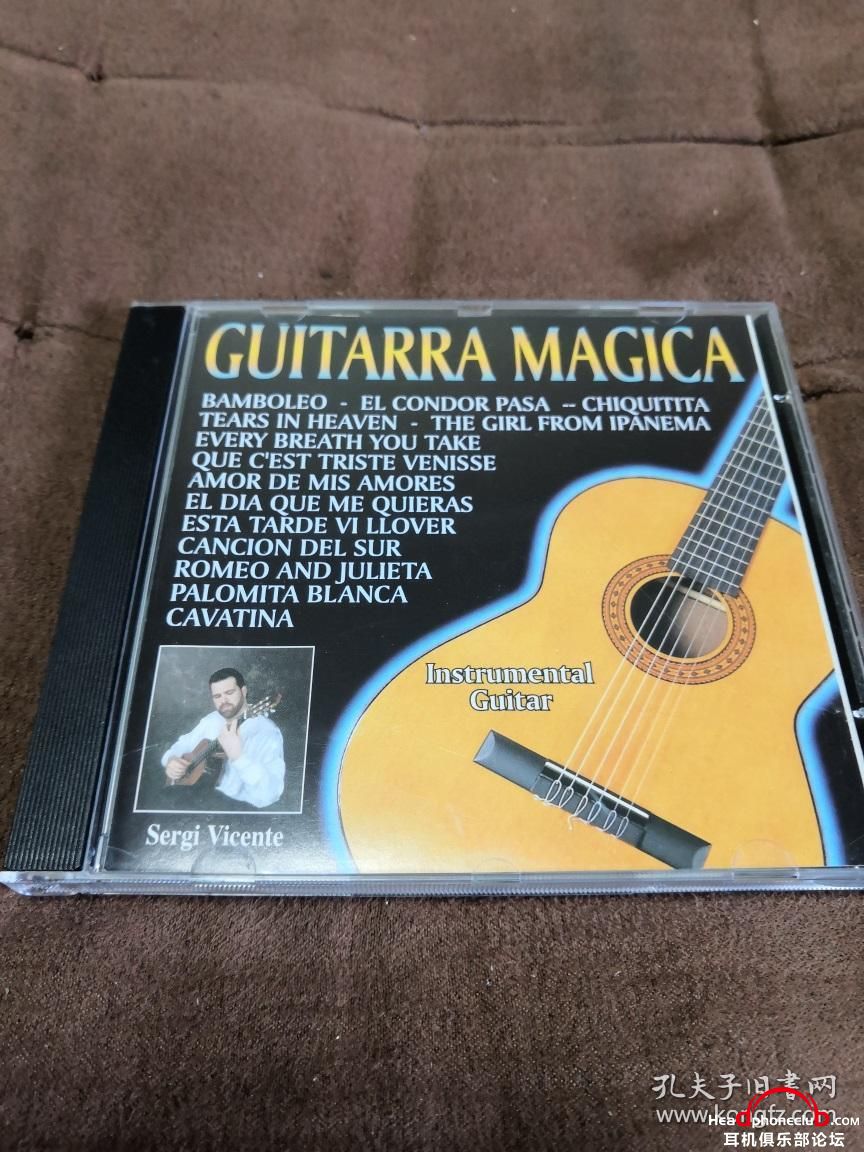 GUITARRA MAGICA
BAMBOLEO - EL CONDOR PASA -- CHIQUITITA
TEARS IN HEAVEN - THE GIRL FROM IPANEMA
EVERY BREATH YOU TAKE
QUE C'EST TRISTE VENISSE
AMOR DE MIS AMORES
EL DIA QUE ME QUIERAS
ESTA TARDE VI LLOVER
CANCION DEL SUR
ROMEO AND JULIETA
PALOMITA BLANCA
CAVATINA
Instrumental
Guitar
Sergi Vicente
孔夫子旧书网
耳机俱乐部论坛